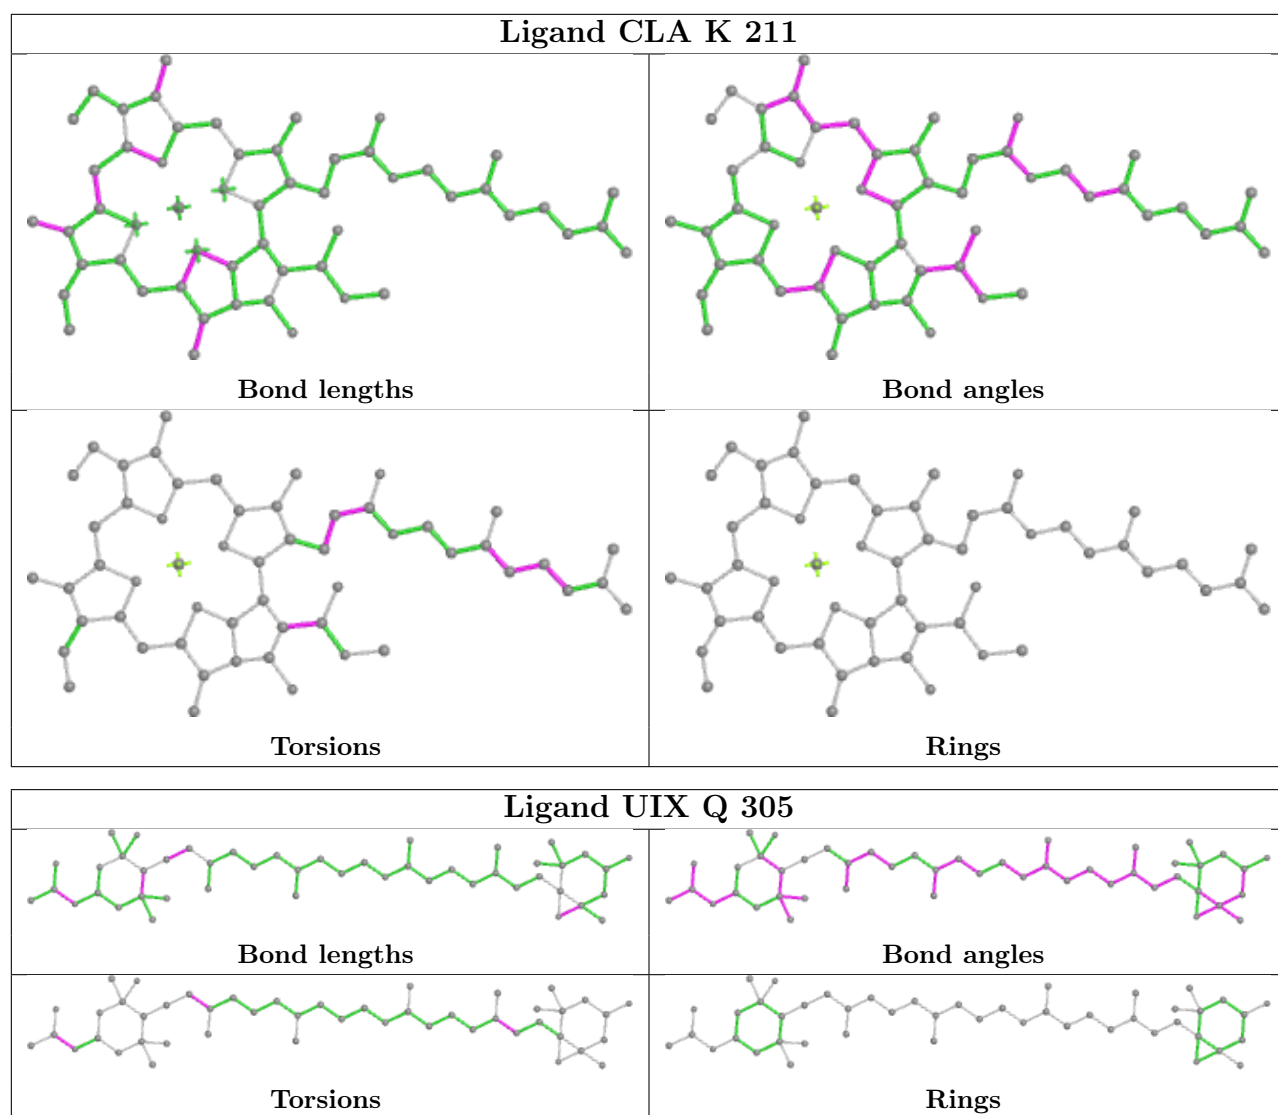 Ligand CLA K 211
Bond lengths
Bond angles
Torsions
Rings
Ligand UIX Q 305
Bond lengths
Bond angles
Torsions
Rings